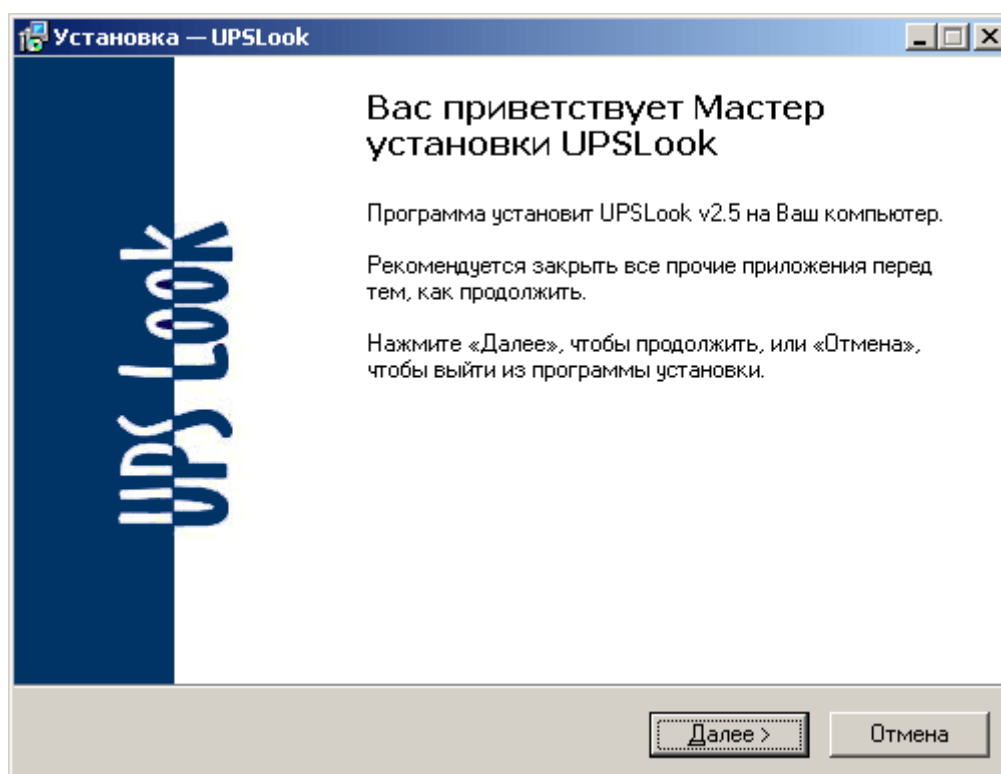 Установка — UPSLook
Вас приветствует Мастер
установки UPSLook
Программа установит UPSLook v2.5 на Ваш компьютер.
Рекомендуется закрыть все прочие приложения перед
тем, как продолжить.
Нажмите «Далее», чтобы продолжить, или «Отмена»,
чтобы выйти из программы установки.
UPS Look
Далее >
Отмена